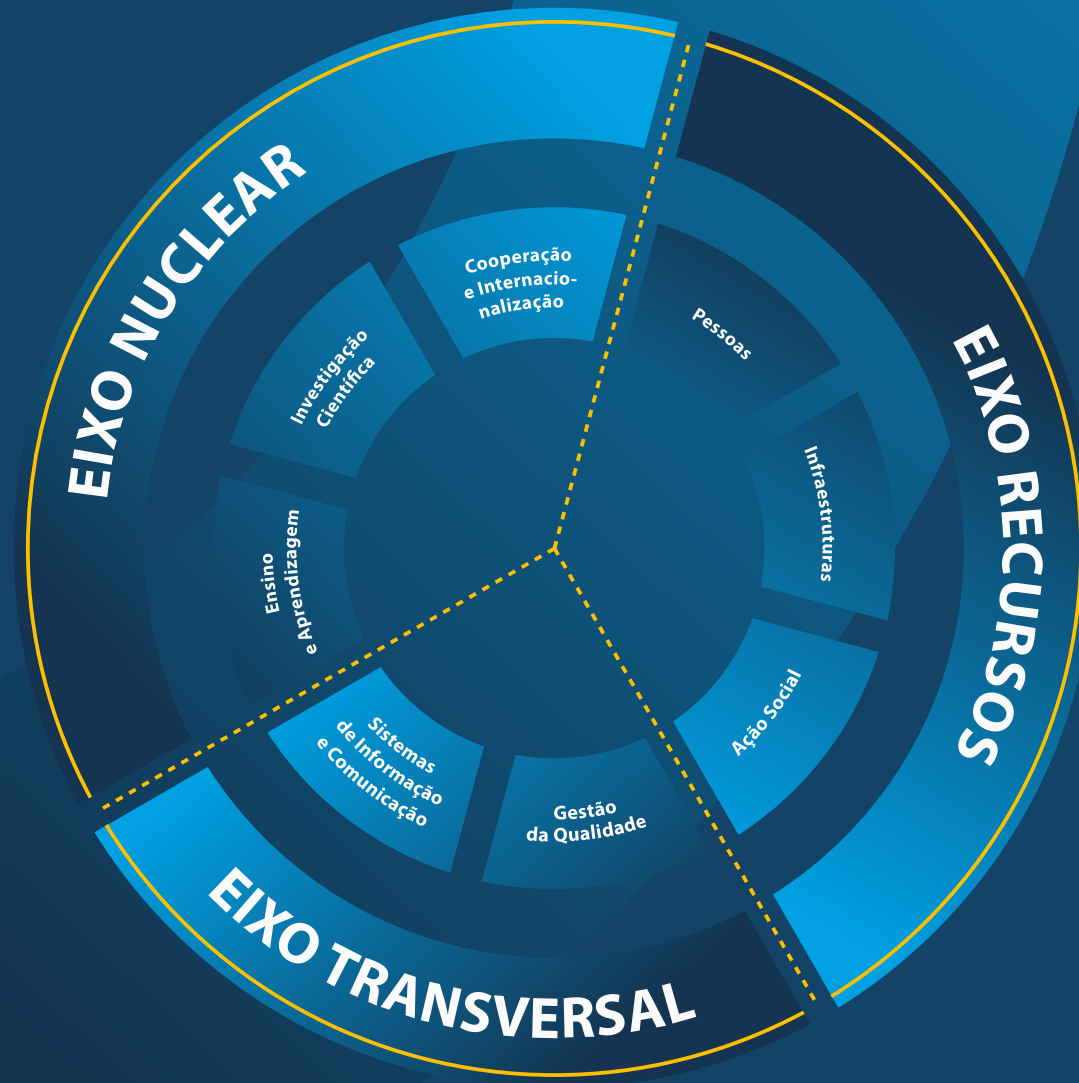 EIXO NUCLEAR
Cooperação
e Internacio-
nalização
Investigação
Científica
Ensino
e Aprendizagem
EIXO RECURSOS
Pessoas
Infraestruturas
Ação Social
EIXO TRANSVERSAL
Sistemas
de Informação
e Comunicação
Gestão
da Qualidade